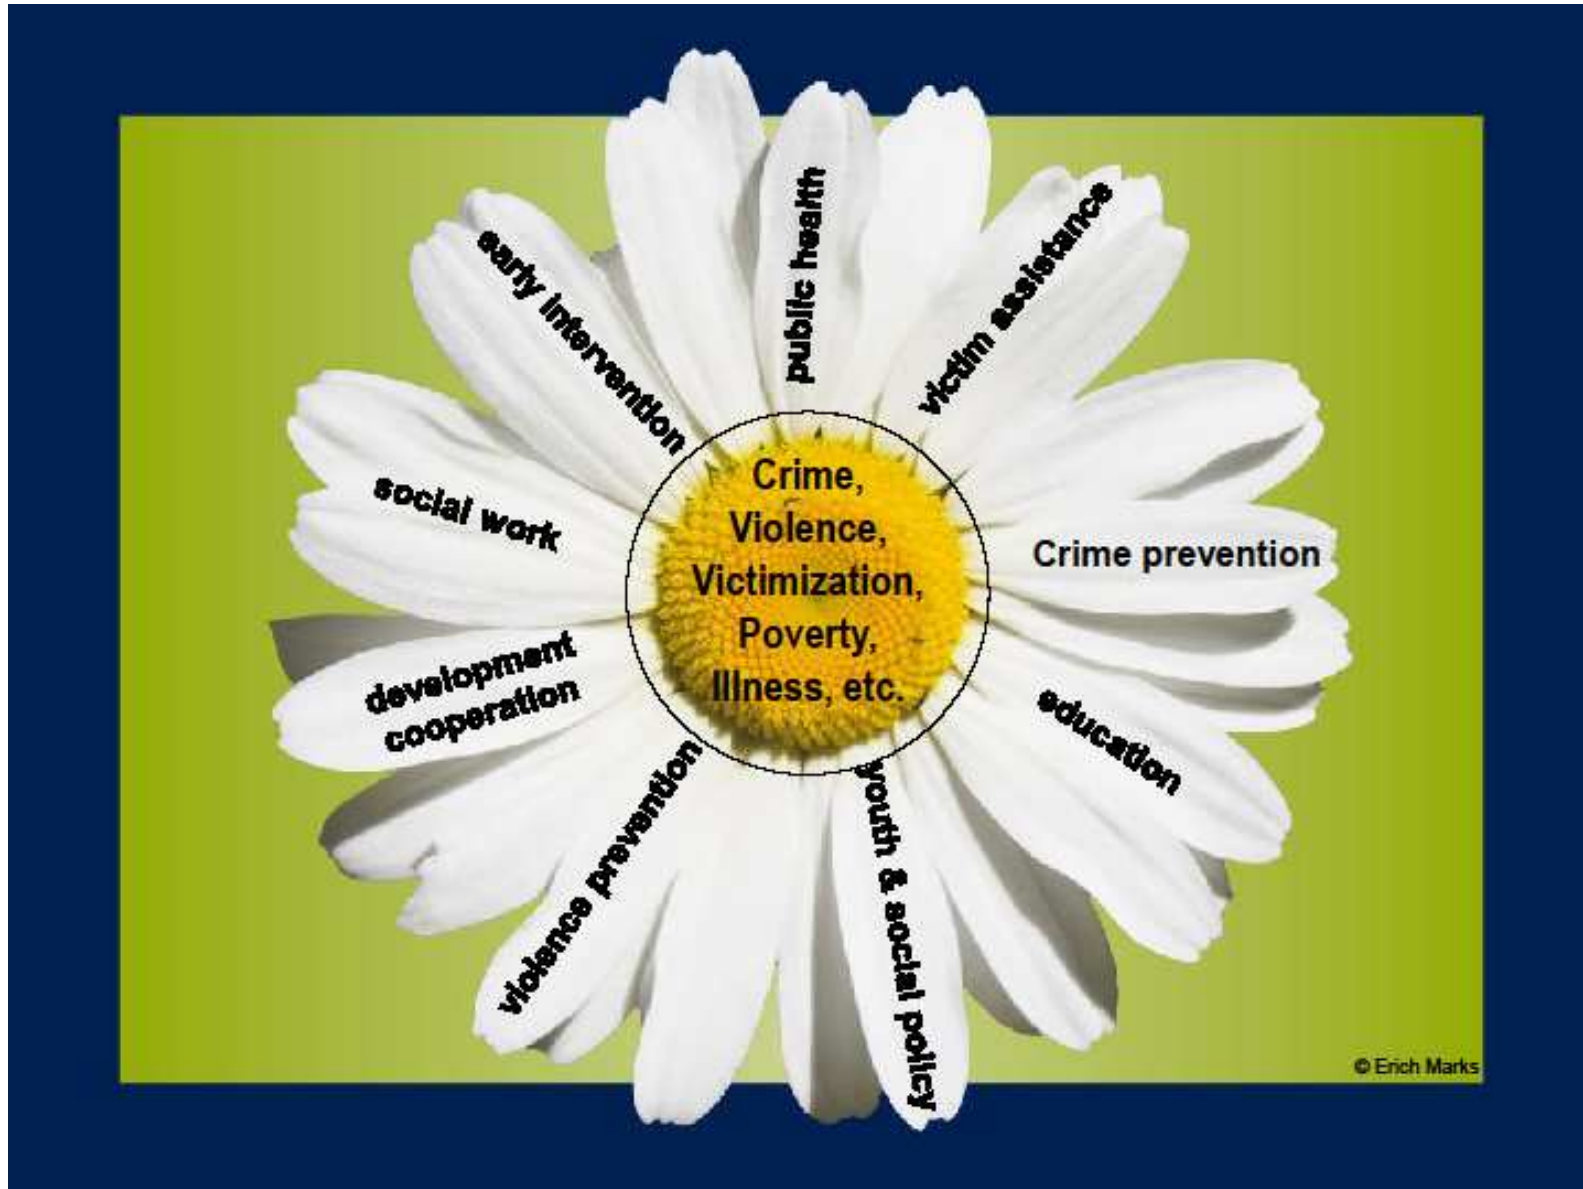 public health
victim assistance
early intervention
Crime,
Violence,
Victimization,
Poverty,
Illness, etc.
social work
Crime prevention
development
cooperation
education
violence prevention
youth & social policy
© Erich Marks